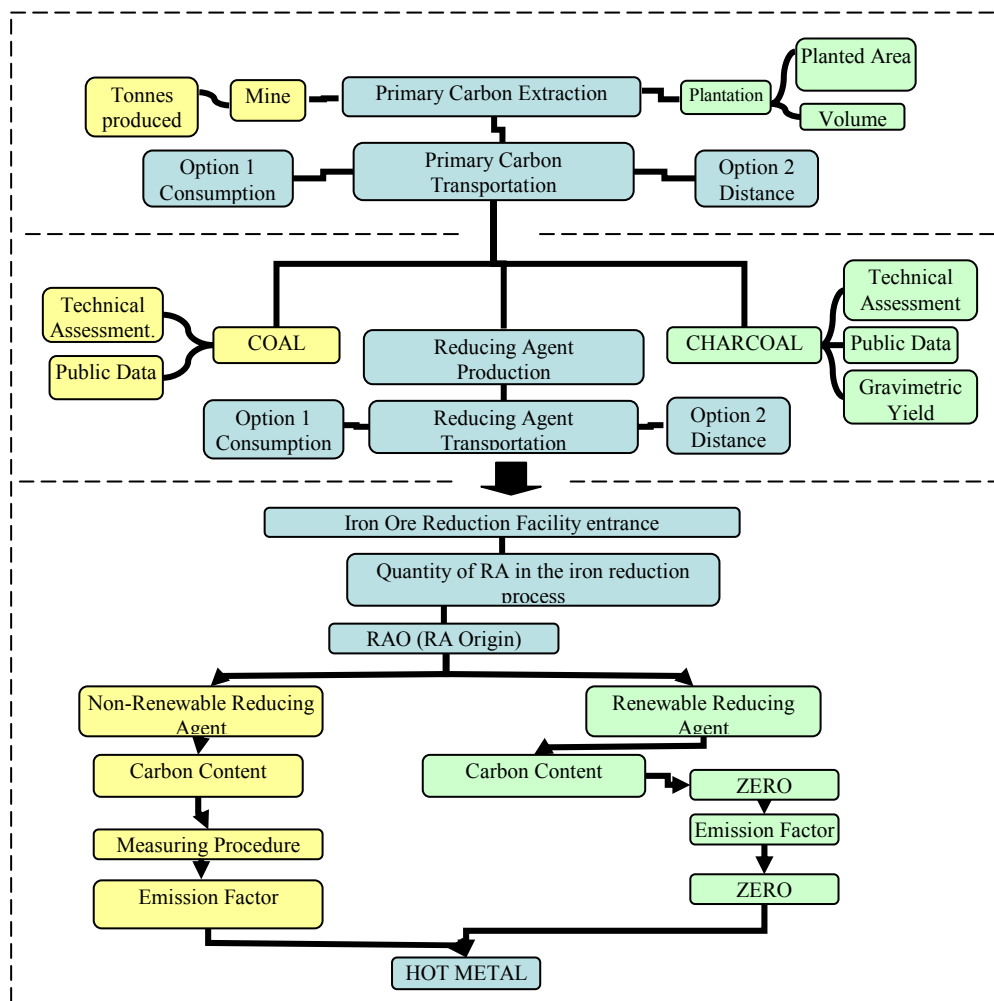 Tonnes
produced
Mine
Primary Carbon Extraction
Plantation
Planted Area
Volume
Option 1
Consumption
Primary Carbon
Transportation
Option 2
Distance
Technical
Assessment.
Public Data
COAL
Reducing Agent
Production
CHARCOAL
Technical
Assessment
Public Data
Gravimetric
Yield
Option 1
Consumption
Reducing Agent
Transportation
Option 2
Distance
Iron Ore Reduction Facility entrance
Quantity of RA in the iron reduction
process
RAO (RA Origin)
Non-Renewable Reducing
Agent
Renewable Reducing
Agent
Carbon Content
Carbon Content
ZERO
Measuring Procedure
Emission Factor
Emission Factor
ZERO
HOT METAL